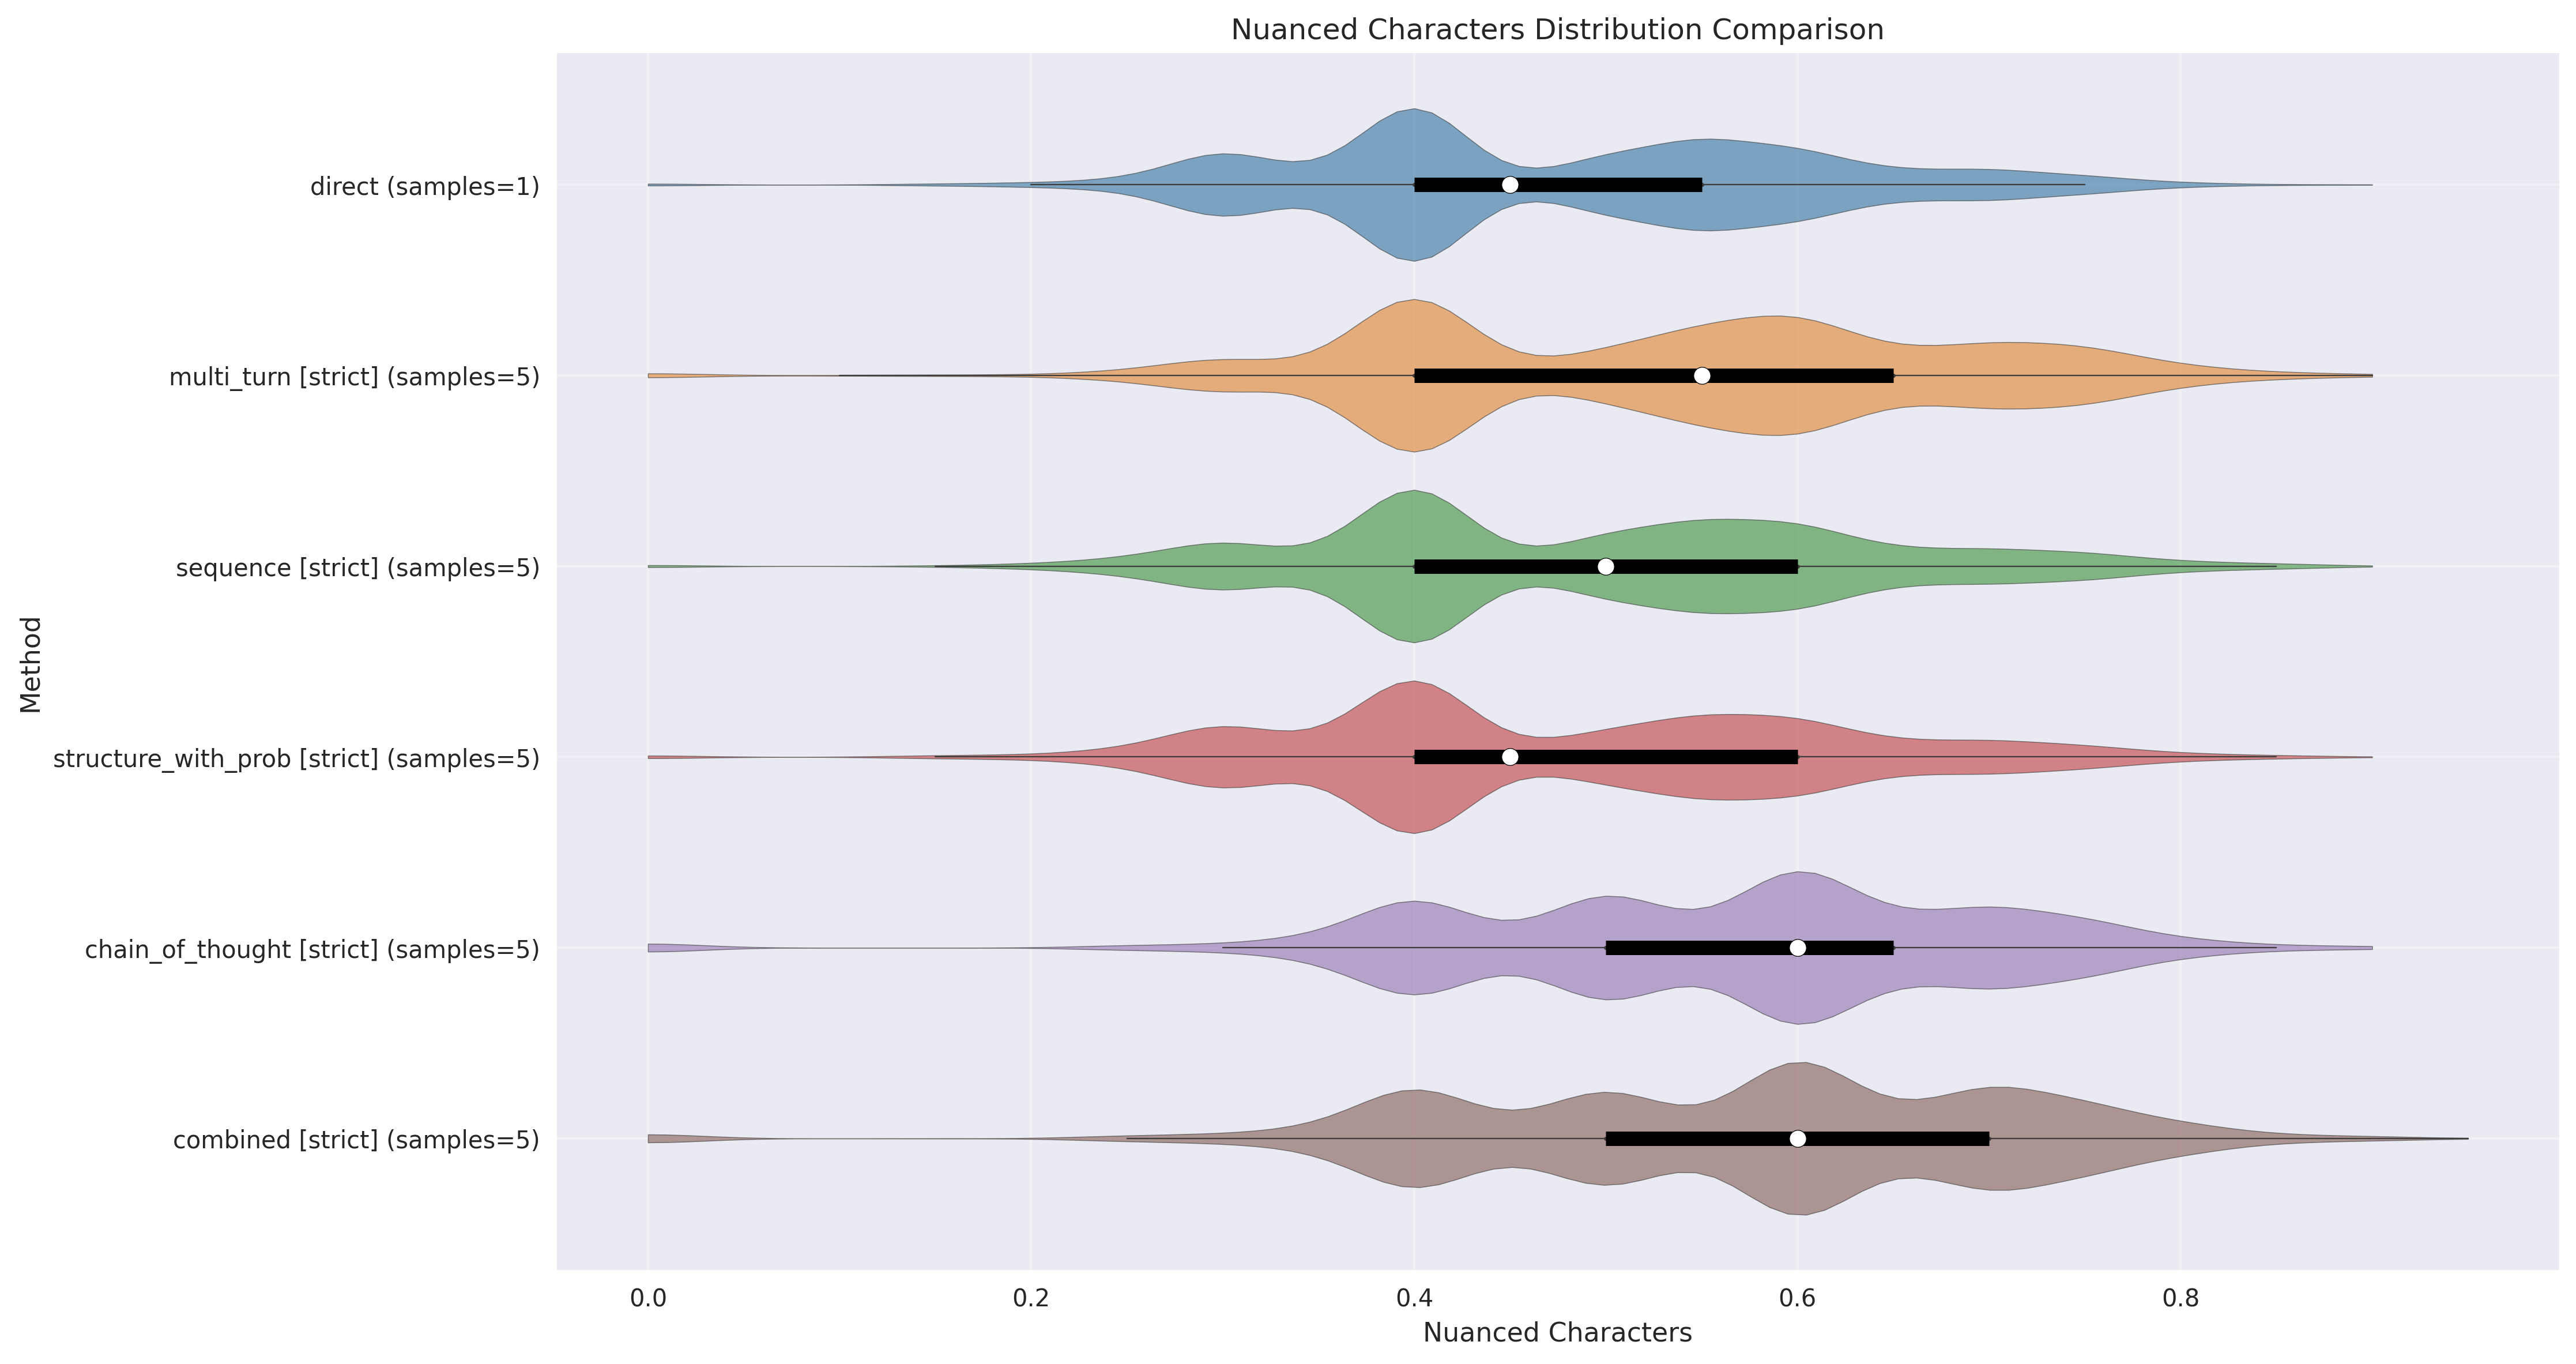 Nuanced Characters Distribution Comparison
Method
direct (samples=1)
multi_turn [strict] (samples=5)
sequence [strict] (samples=5)
structure_with_prob [strict] (samples=5)
chain_of_thought [strict] (samples=5)
combined [strict] (samples=5)
0.0 0.2 0.4 0.6 0.8
Nuanced Characters